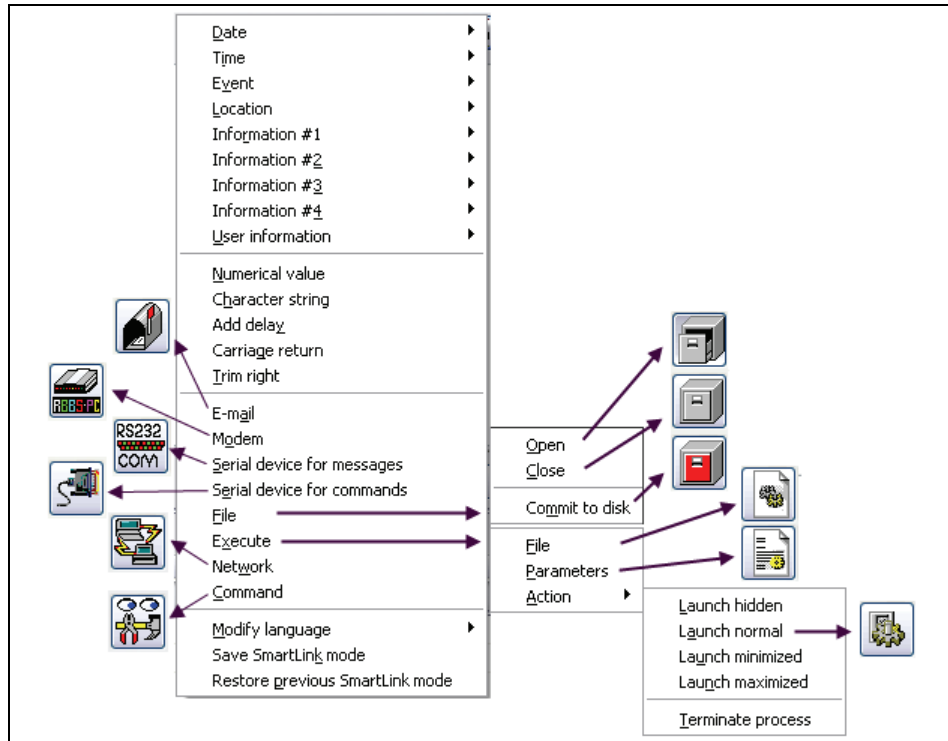 Date
Time
Event
Location
Information #1
Information #2
Information #3
Information #4
User information
Numerical value
Character string
Add delay
Carriage return
Trim right
E-mail
Modem
Serial device for messages
Serial device for commands
File
Execute
Network
Command
Modify language
Save SmartLink mode
Restore previous SmartLink mode
RBBS-PC
RS232
COM
Open
Close
Commit to disk
File
Parameters
Action
Launch hidden
Launch normal
Launch minimized
Launch maximized
Terminate process